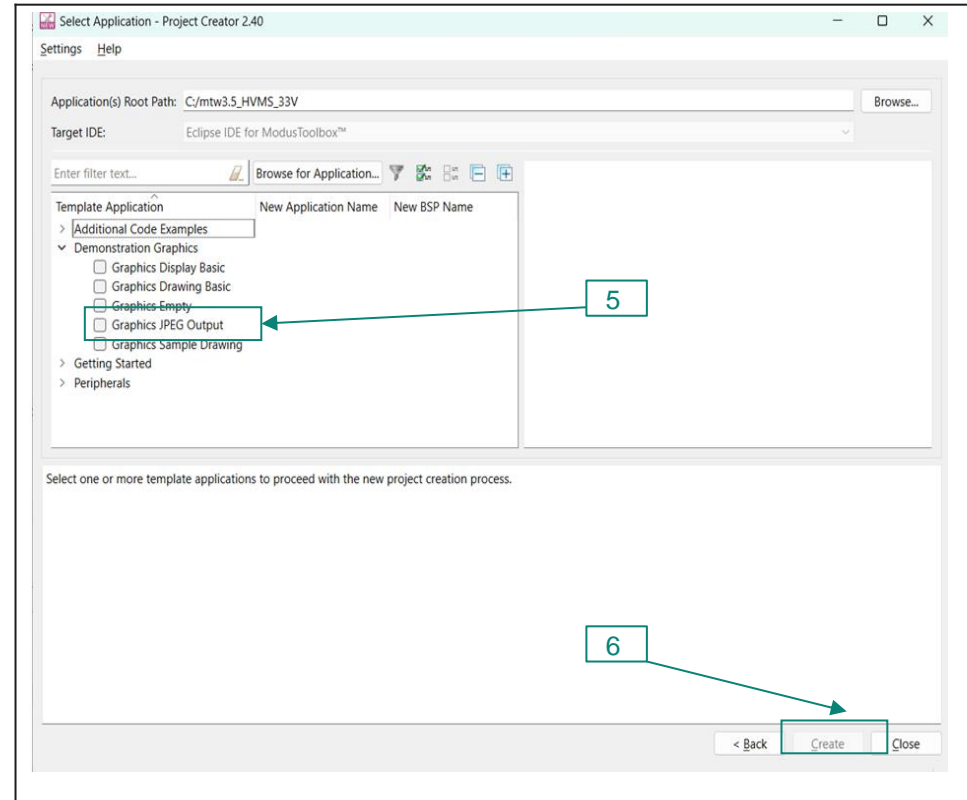 Select Application - Project Creator 2.40
Settings Help
Application(s) Root Path: C:/mtw3.5_HVMS_33V Browse...
Target IDE: Eclipse IDE for ModusToolbox™
Enter filter text... Browse for Application...
Template Application New Application Name New BSP Name
Additional Code Examples
Demonstration Graphics
Graphics Display Basic
Graphics Drawing Basic
Graphics Empty
5
Graphics JPEG Output
Graphics Sample Drawing
Getting Started
Peripherals
Select one or more template applications to proceed with the new project creation process.
6
< Back Create Close